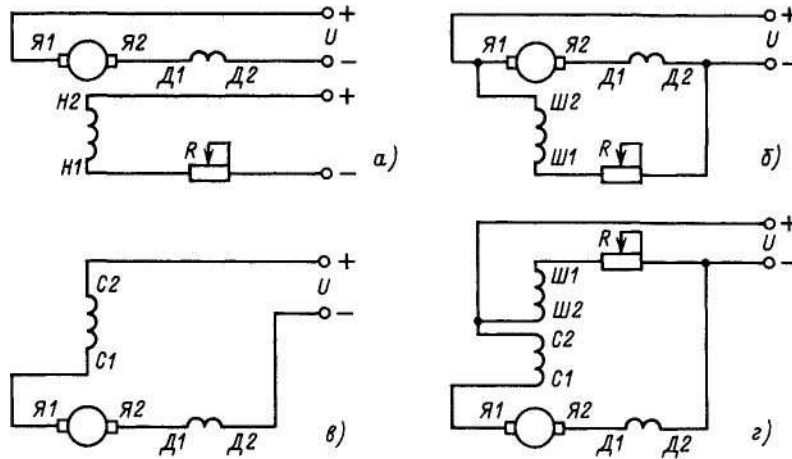 +
U
Я1 Я2
Д1 Д2
−
Н2
+
Н1
R
−
а)
+
U
Я1 Я2
Д1 Д2
−
Ш2
Ш1
R
б)
+
С2
U
−
С1
Я1 Я2
Д1 Д2
в)
+
R
U
−
Ш1
Ш2
С2
С1
Я1 Я2
Д1 Д2
г)